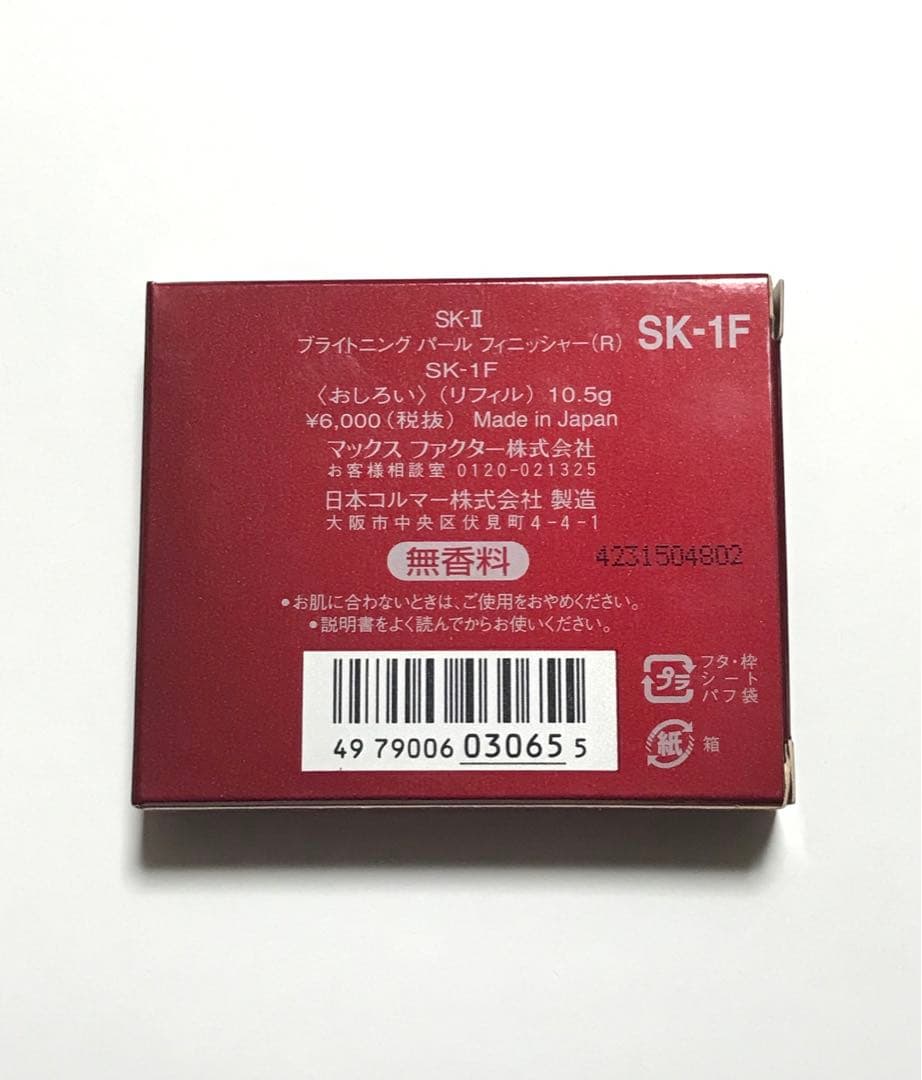 SK-Ⅱ
ブライトニング パール フィニッシャー(R)
SK-1F
SK-1F
〈おしろい〉(リフィル) 10.5g
¥6,000(税抜) Made in Japan
マックス ファクター株式会社
お客様相談室 0120-021325
日本コルマー株式会社 製造
大阪市中央区伏見町4-4-1
無香料
4231504802
•お肌に合わないときは、ご使用をおやめください。
•説明書をよく読んでからお使いください。
49 79006 03065 5
プラ
フタ・枠
シート
パフ袋
紙
箱